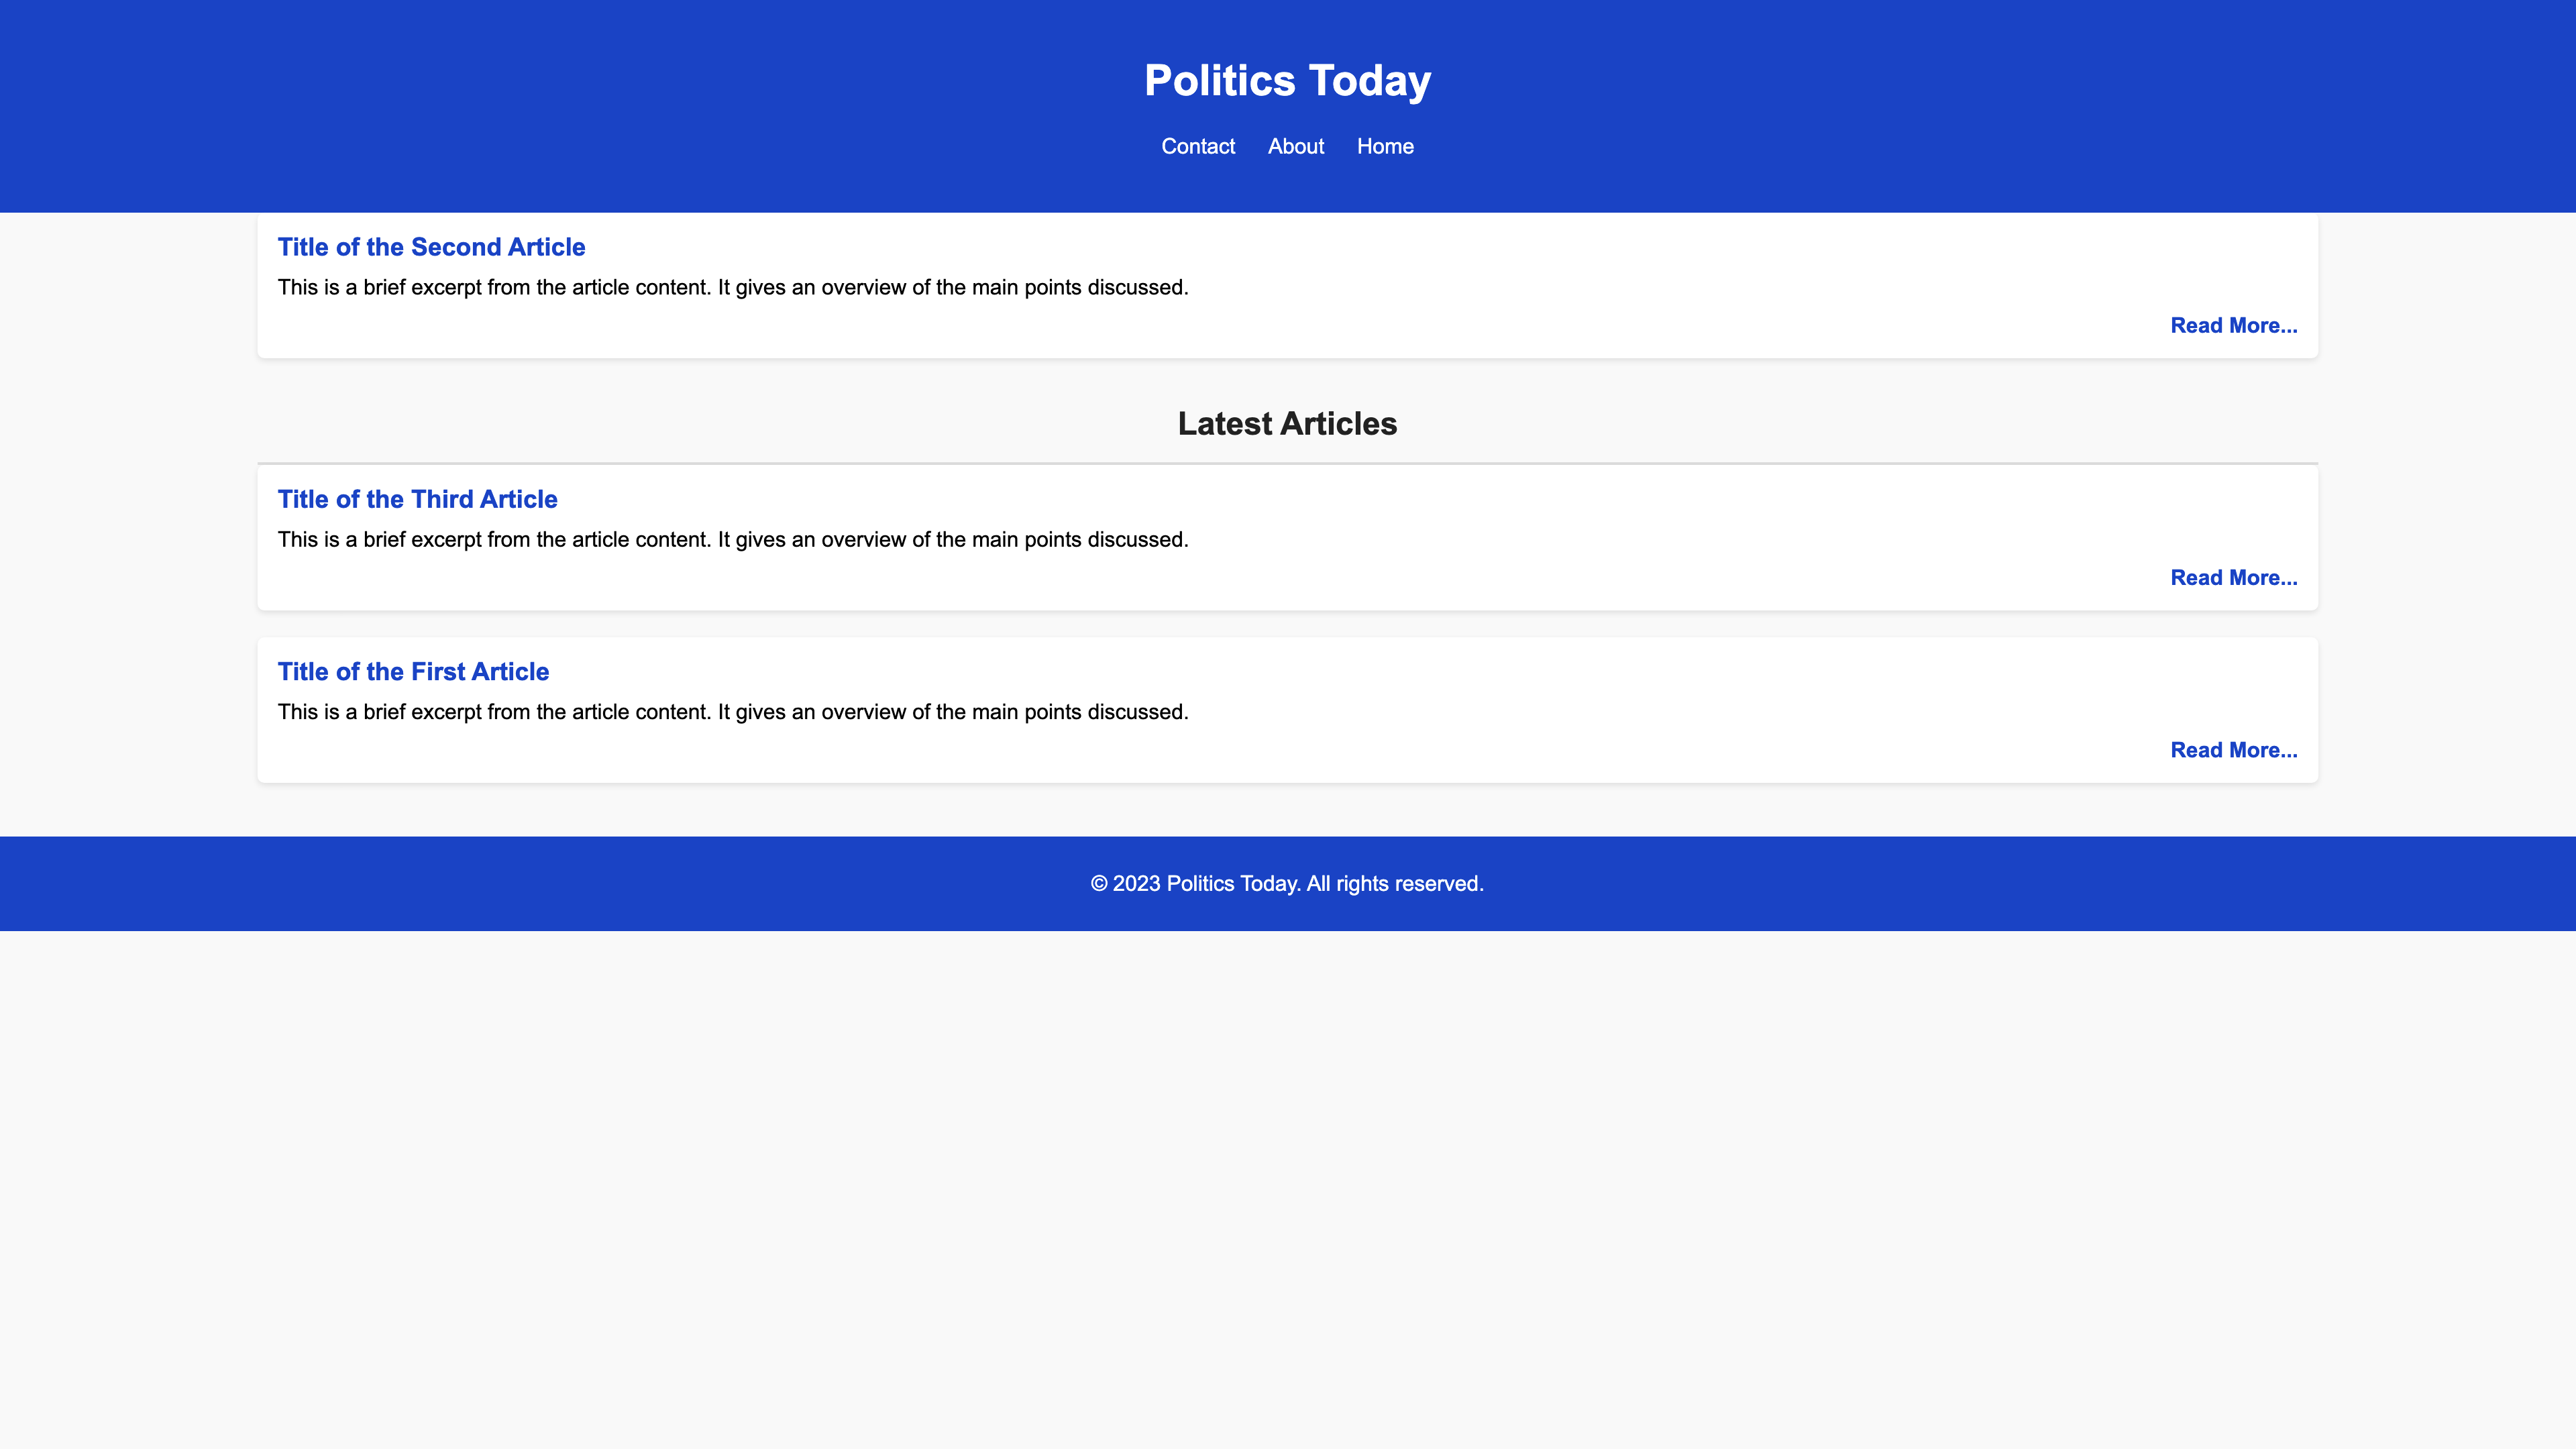 Politics Today
Contact About Home
Title of the Second Article
This is a brief excerpt from the article content. It gives an overview of the main points discussed.
Read More...
Latest Articles
Title of the Third Article
This is a brief excerpt from the article content. It gives an overview of the main points discussed.
Read More...
Title of the First Article
This is a brief excerpt from the article content. It gives an overview of the main points discussed.
Read More...
© 2023 Politics Today. All rights reserved.